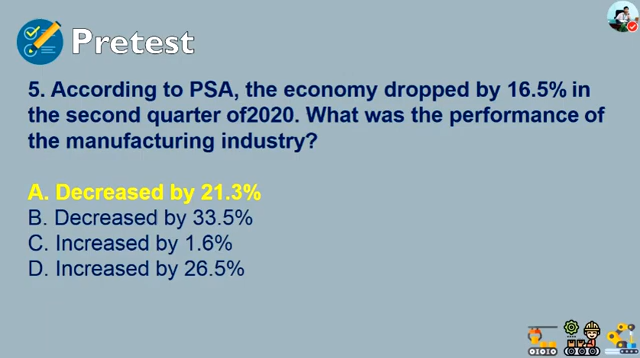 Pretest
5. According to PSA, the economy dropped by 16.5% in
the second quarter of2020. What was the performance of
the manufacturing industry?
A. Decreased by 21.3%
B. Decreased by 33.5%
C. Increased by 1.6%
D. Increased by 26.5%